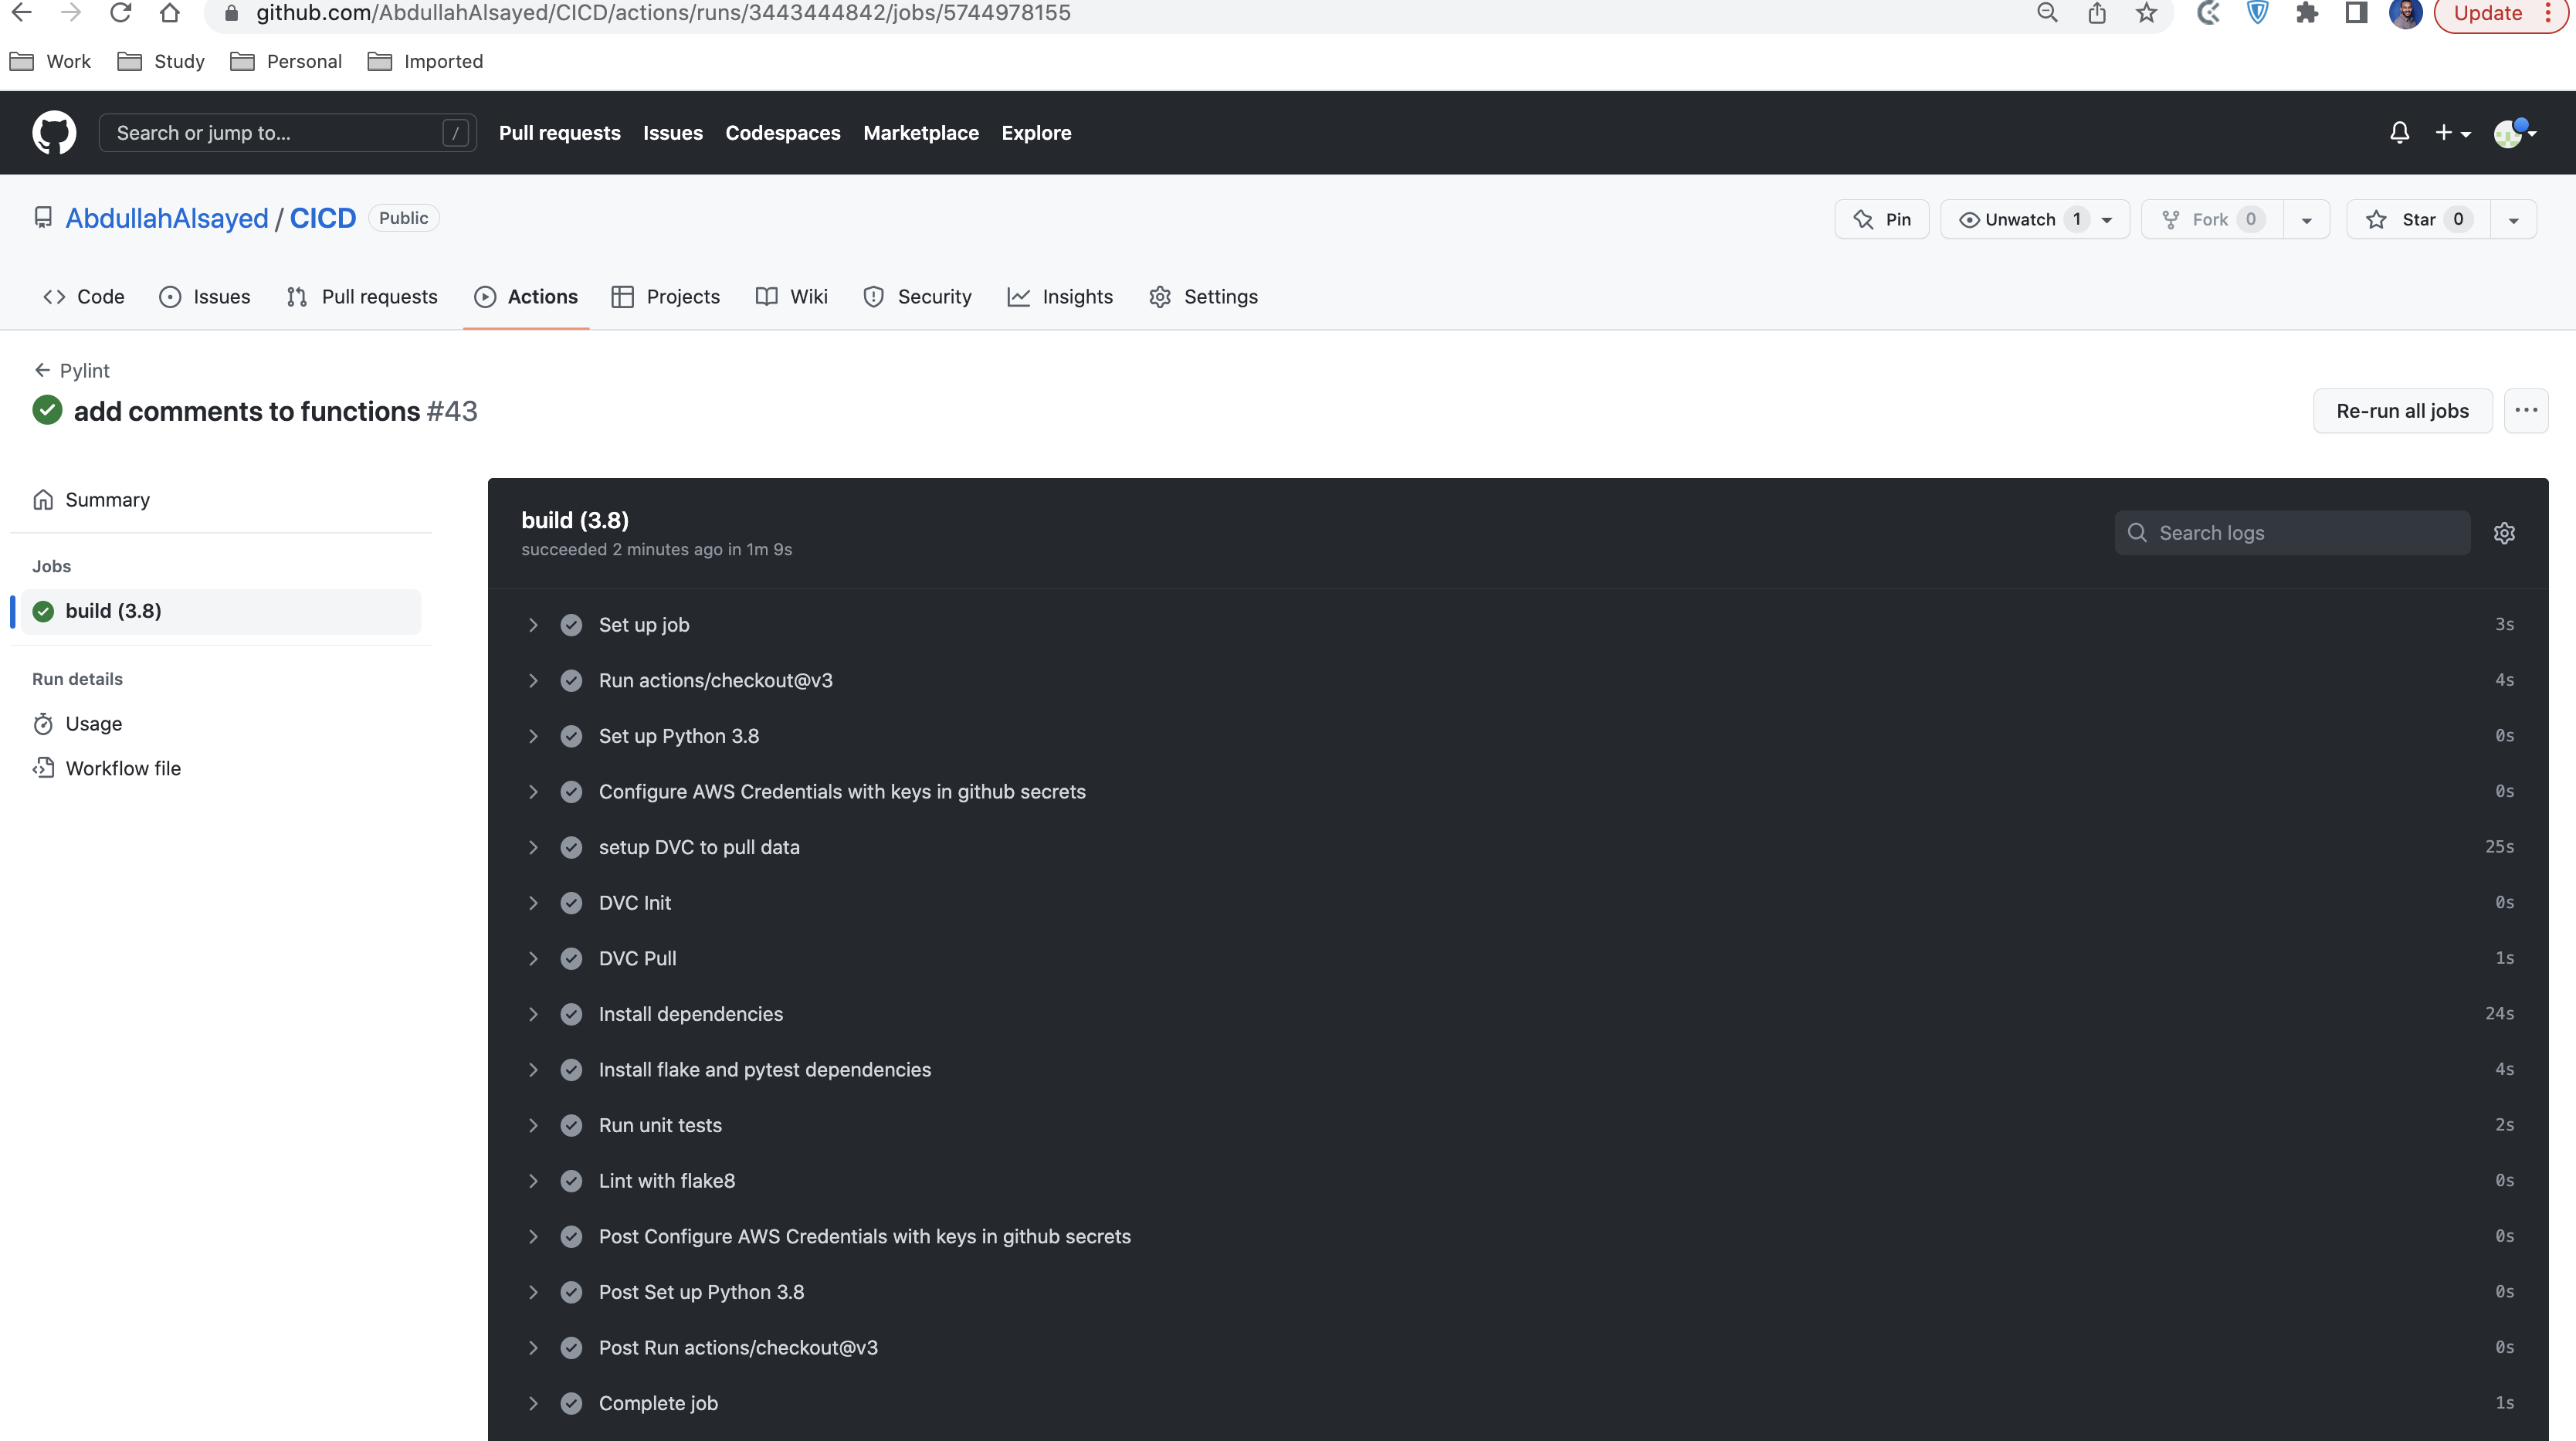 github.com/AbdullahAlsayed/CICD/actions/runs/3443444842/jobs/5744978155
Update
Work
Study
Personal
Imported
Search or jump to...
/
Pull requests
Issues
Codespaces
Marketplace
Explore
AbdullahAlsayed / CICD
Public
Pin
Unwatch 1
Fork 0
Star 0
Code
Issues
Pull requests
Actions
Projects
Wiki
Security
Insights
Settings
Pylint
add comments to functions #43
Re-run all jobs
Summary
Jobs
build (3.8)
Run details
Usage
Workflow file
build (3.8)
succeeded 2 minutes ago in 1m 9s
Search logs
Set up job 3s
Run actions/checkout@v3 4s
Set up Python 3.8 0s
Configure AWS Credentials with keys in github secrets 0s
setup DVC to pull data 25s
DVC Init 0s
DVC Pull 1s
Install dependencies 24s
Install flake and pytest dependencies 4s
Run unit tests 2s
Lint with flake8 0s
Post Configure AWS Credentials with keys in github secrets 0s
Post Set up Python 3.8 0s
Post Run actions/checkout@v3 0s
Complete job 1s